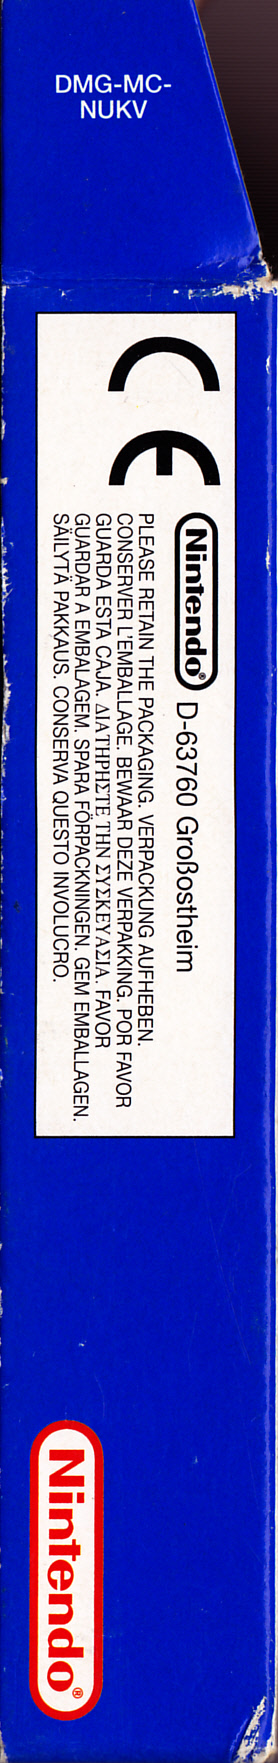 DMG-MC-
NUKV
CE
Nintendo® D-63760 Großostheim
PLEASE RETAIN THE PACKAGING. VERPACKUNG AUFHEBEN.
CONSERVER L'EMBALLAGE. BEWAAR DEZE VERPAKKING. POR FAVOR
GUARDA ESTA CAJA. ΔΙΑΤΗΡΗΣΤΕ ΤΗΝ ΣΥΣΚΕΥΑΣΙΑ. FAVOR
GUARDAR A EMBALAGEM. SPARA FÖRPACKNINGEN. GEM EMBALLAGEN.
SÄILYTÄ PAKKAUS. CONSERVA QUESTO INVOLUCRO.
Nintendo®